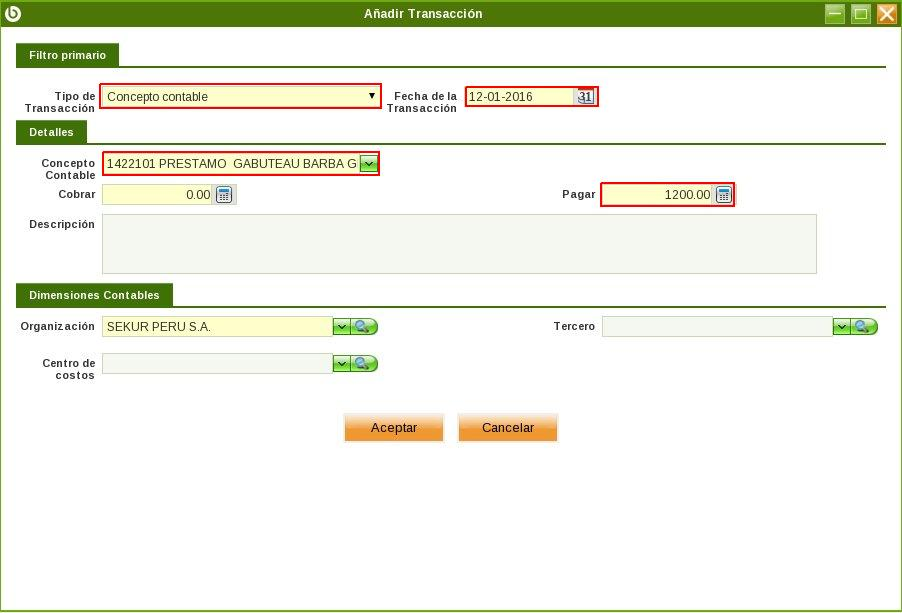 Añadir Transacción
Filtro primario
Tipo de Transacción
Concepto contable
Fecha de la Transacción
12-01-2016
31
Detalles
Concepto Contable
1422101 PRESTAMO  GABUTEAU BARBA G
Cobrar
0.00
Pagar
1200.00
Descripción
Dimensiones Contables
Organización
SEKUR PERU S.A.
Tercero
Centro de costos
Aceptar
Cancelar